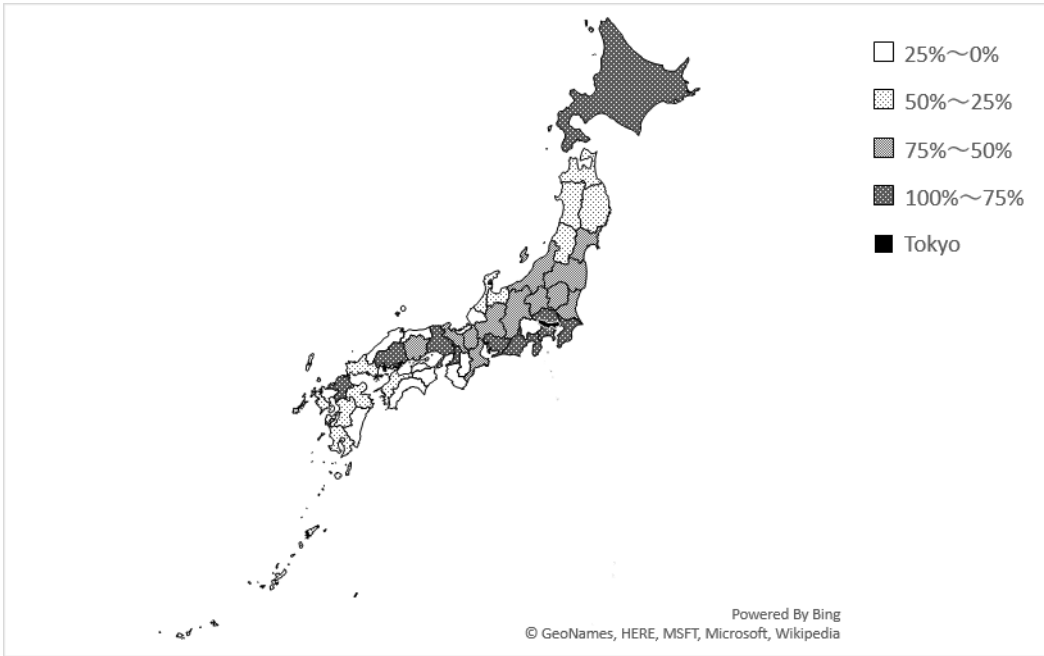 25%～0%
50%～25%
75%～50%
100%～75%
Tokyo
Powered By Bing
© GeoNames, HERE, MSFT, Microsoft, Wikipedia